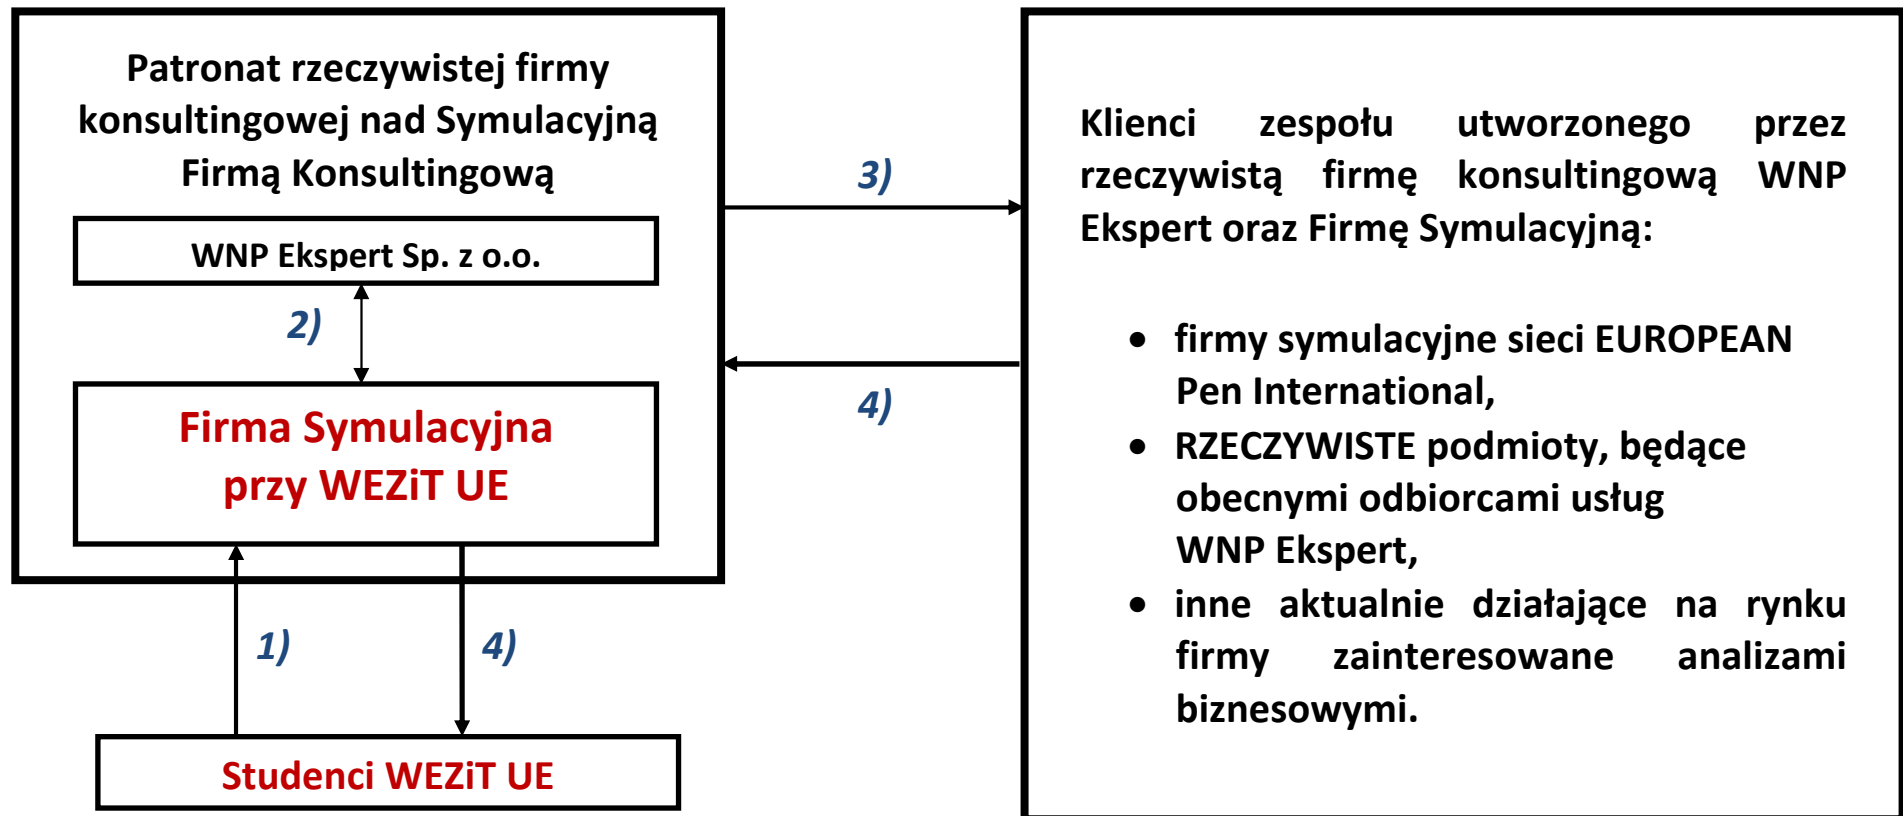 Patronat rzeczywistej firmy
konsultingowej nad Symulacyjną
Firmą Konsultingową
WNP Ekspert Sp. z o.o.
2)
Firma Symulacyjna
przy WEZiT UE
1)
4)
Studenci WEZiT UE
3)
4)
Klienci zespołu utworzonego przez
rzeczywistą firmę konsultingową WNP
Ekspert oraz Firmę Symulacyjną:
• firmy symulacyjne sieci EUROPEAN
Pen International,
• RZECZYWISTE podmioty, będące
obecnymi odbiorcami usług
WNP Ekspert,
• inne aktualnie działające na rynku
firmy zainteresowane analizami
biznesowymi.